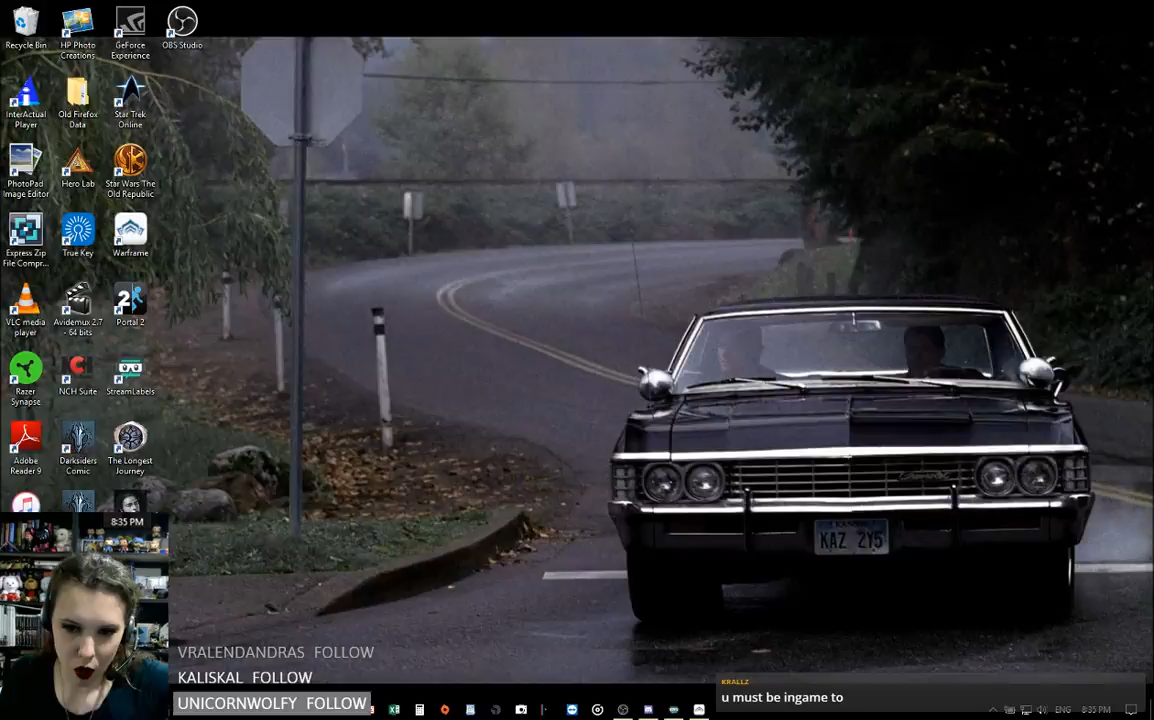 Recycle Bin
HP Photo
Creations
GeForce
Experience
OBS Studio
InterActual
Player
Old Firefox
Data
Star Trek
Online
PhotoPad
Image Editor
Hero Lab
Star Wars The
Old Republic
Express Zip
File Compr...
True Key
Warframe
VLC media
player
Avidemux 2.7
- 64 bits
2
Portal 2
Razer
Synapse
NCH Suite
StreamLabels
Adobe
Reader 9
Darksiders
Comic
The Longest
Journey
8:35 PM
KANSAS
KAZ 2Y5
VRALENDANDRAS FOLLOW
KALISKAL FOLLOW
UNICORNWOLFY FOLLOW
KRALLZ
u must be ingame to
ENG
8:35 PM